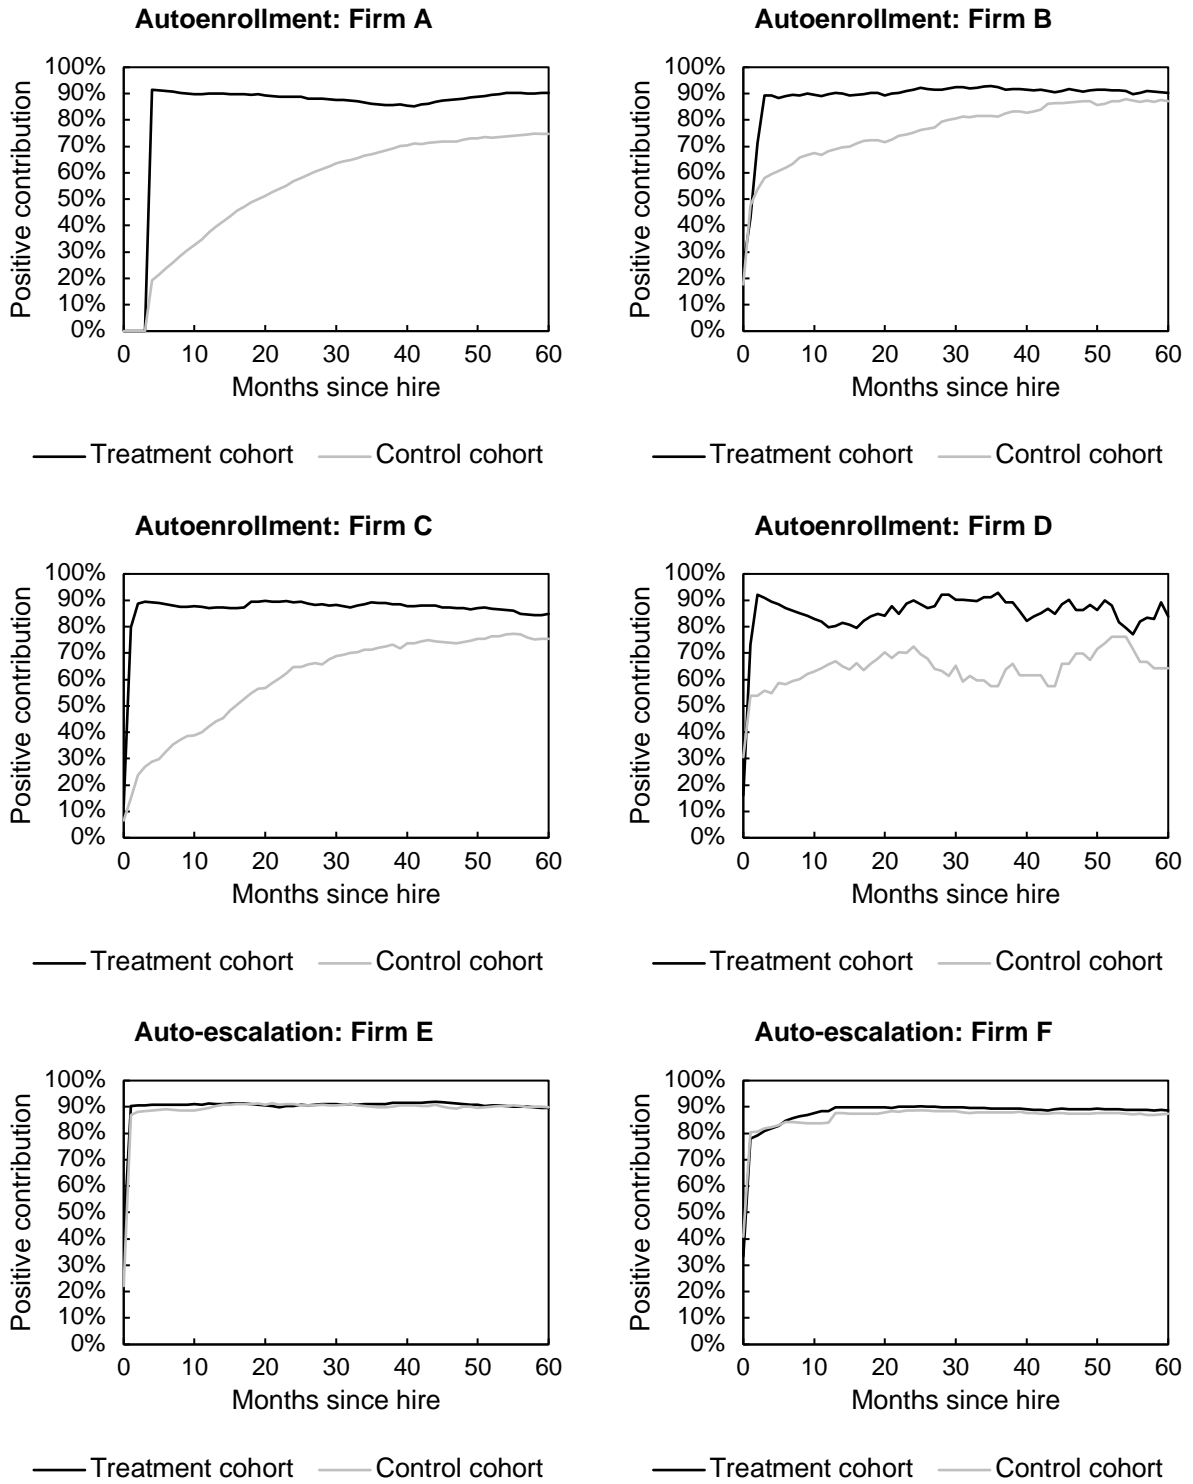 Autoenrollment: Firm A
Positive contribution
100%
90%
80%
70%
60%
50%
40%
30%
20%
10%
0%
0 10 20 30 40 50 60
Months since hire
Treatment cohort Control cohort
Autoenrollment: Firm B
Positive contribution
100%
90%
80%
70%
60%
50%
40%
30%
20%
10%
0%
0 10 20 30 40 50 60
Months since hire
Treatment cohort Control cohort
Autoenrollment: Firm C
Positive contribution
100%
90%
80%
70%
60%
50%
40%
30%
20%
10%
0%
0 10 20 30 40 50 60
Months since hire
Treatment cohort Control cohort
Autoenrollment: Firm D
Positive contribution
100%
90%
80%
70%
60%
50%
40%
30%
20%
10%
0%
0 10 20 30 40 50 60
Months since hire
Treatment cohort Control cohort
Auto-escalation: Firm E
Positive contribution
100%
90%
80%
70%
60%
50%
40%
30%
20%
10%
0%
0 10 20 30 40 50 60
Months since hire
Treatment cohort Control cohort
Auto-escalation: Firm F
Positive contribution
100%
90%
80%
70%
60%
50%
40%
30%
20%
10%
0%
0 10 20 30 40 50 60
Months since hire
Treatment cohort Control cohort